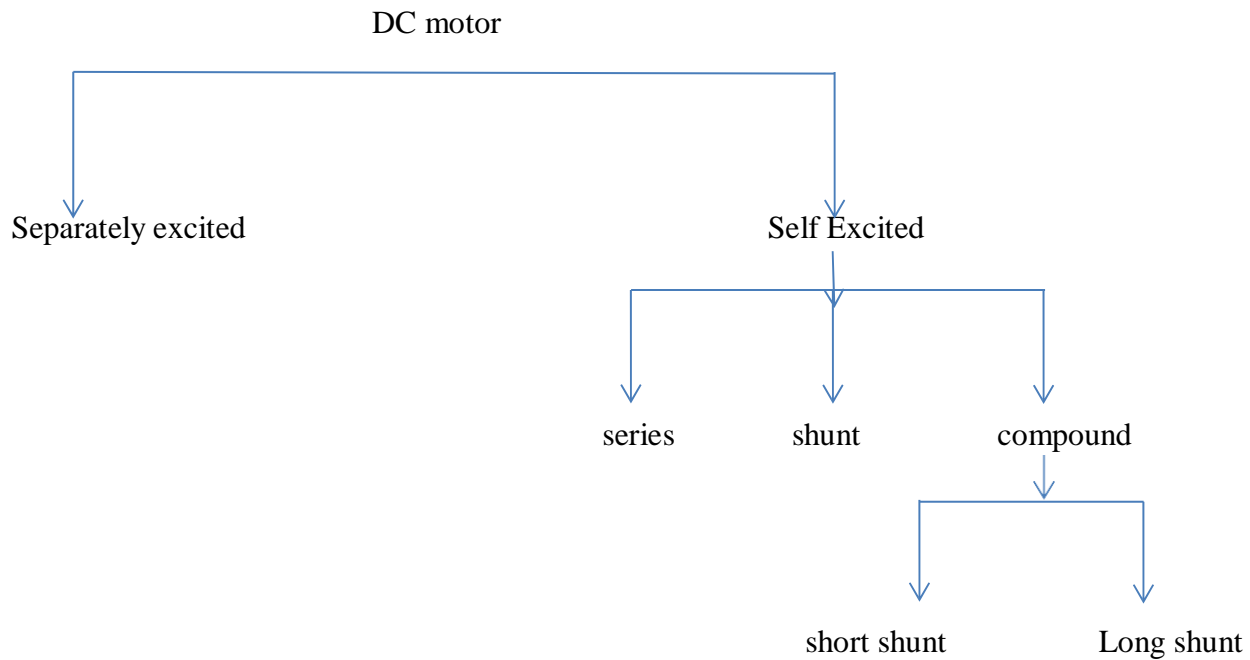 DC motor
Separately excited
Self Excited
series
shunt
compound
short shunt
Long shunt